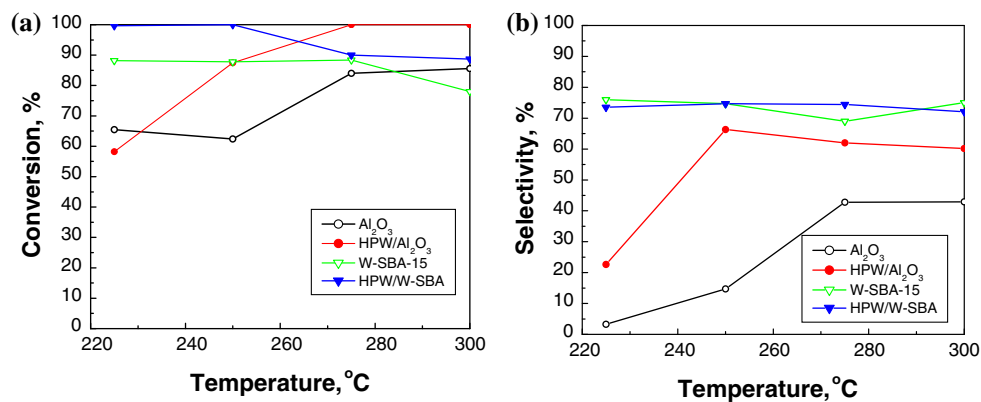 (a)
100
90
80
70
60
50
40
30
20
10
0
Conversion, %
Al₂O₃
HPW/Al₂O₃
W-SBA-15
HPW/W-SBA
220 240 260 280 300
Temperature, °C
(b)
100
90
80
70
60
50
40
30
20
10
0
Selectivity, %
Al₂O₃
HPW/Al₂O₃
W-SBA-15
HPW/W-SBA
220 240 260 280 300
Temperature, °C